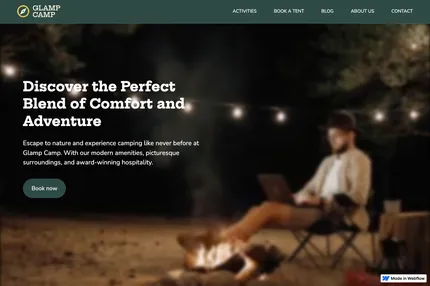 GLAMP
CAMP
ACTIVITIES
BOOK A TENT
BLOG
ABOUT US
CONTACT
Discover the Perfect
Blend of Comfort and
Adventure
Escape to nature and experience camping like never before at
Glamp Camp. With our modern amenities, picturesque
surroundings, and award-winning hospitality.
Book now
Made in Webflow